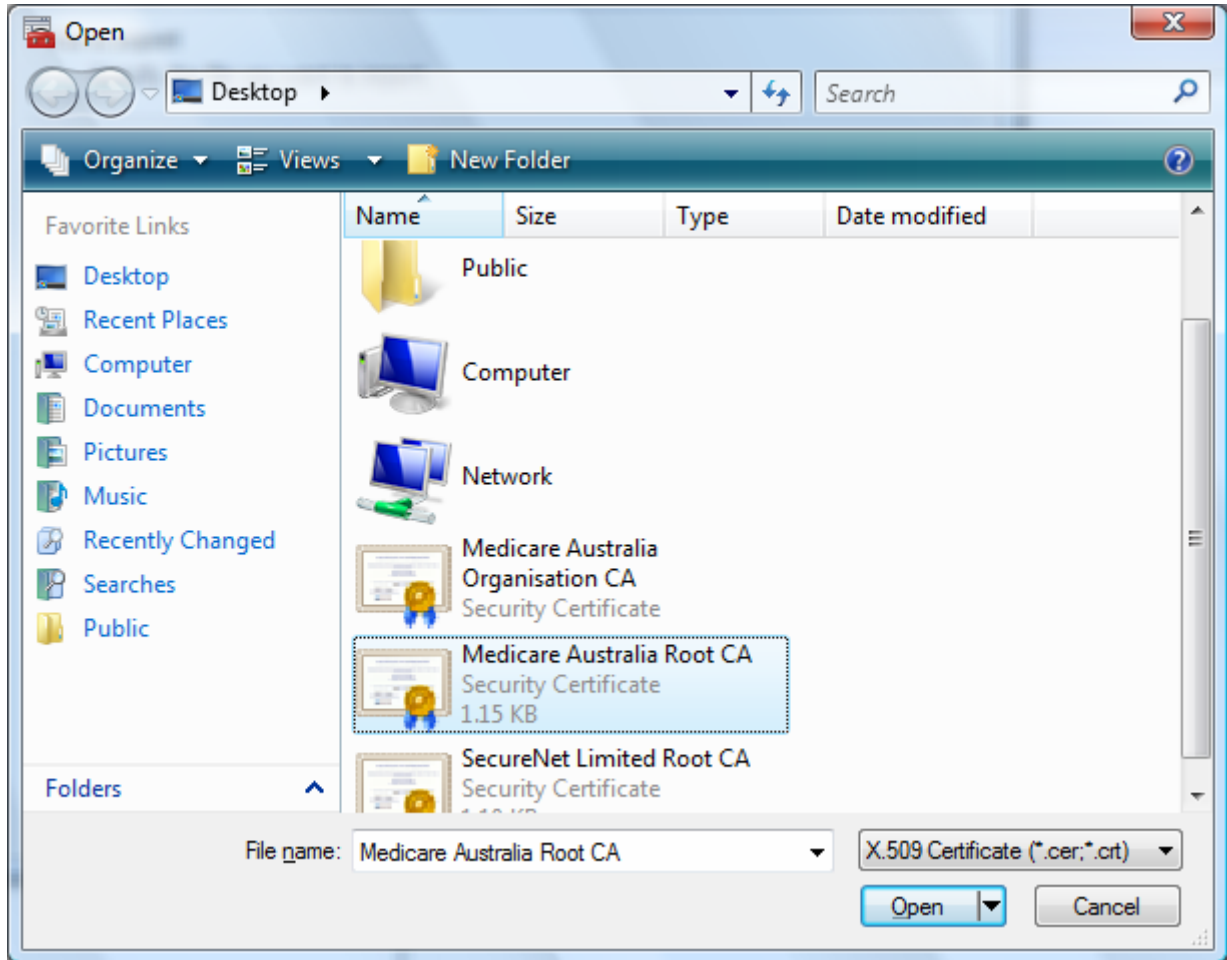 Open
Desktop
Search
Organize Views New Folder
Favorite Links
Desktop
Recent Places
Computer
Documents
Pictures
Music
Recently Changed
Searches
Public
Folders
Name Size Type Date modified
Public
Computer
Network
Medicare Australia
Organisation CA
Security Certificate
Medicare Australia Root CA
Security Certificate
1.15 KB
SecureNet Limited Root CA
Security Certificate
File name: Medicare Australia Root CA X.509 Certificate (*.cer;*.crt)
Open Cancel